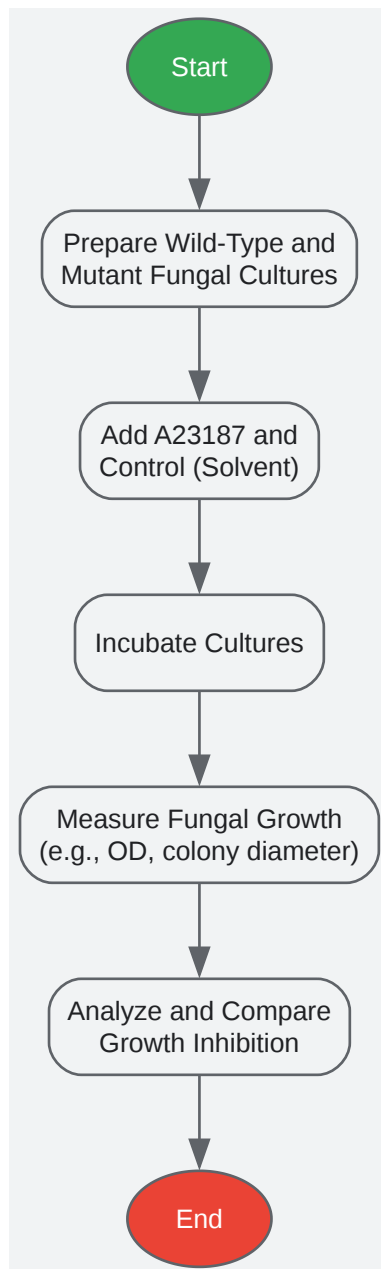 Start
Prepare Wild-Type and
Mutant Fungal Cultures
Add A23187 and
Control (Solvent)
Incubate Cultures
Measure Fungal Growth
(e.g., OD, colony diameter)
Analyze and Compare
Growth Inhibition
End